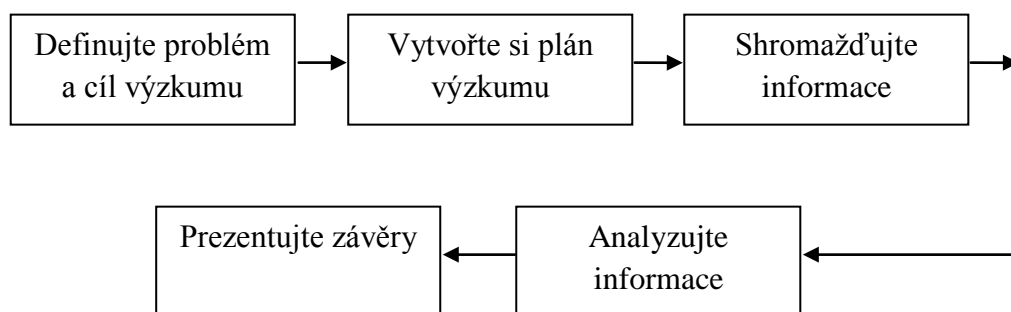 Definujte problém
a cíl výzkumu
Vytvořte si plán
výzkumu
Shromažďujte
informace
Analyzujte
informace
Prezentujte závěry